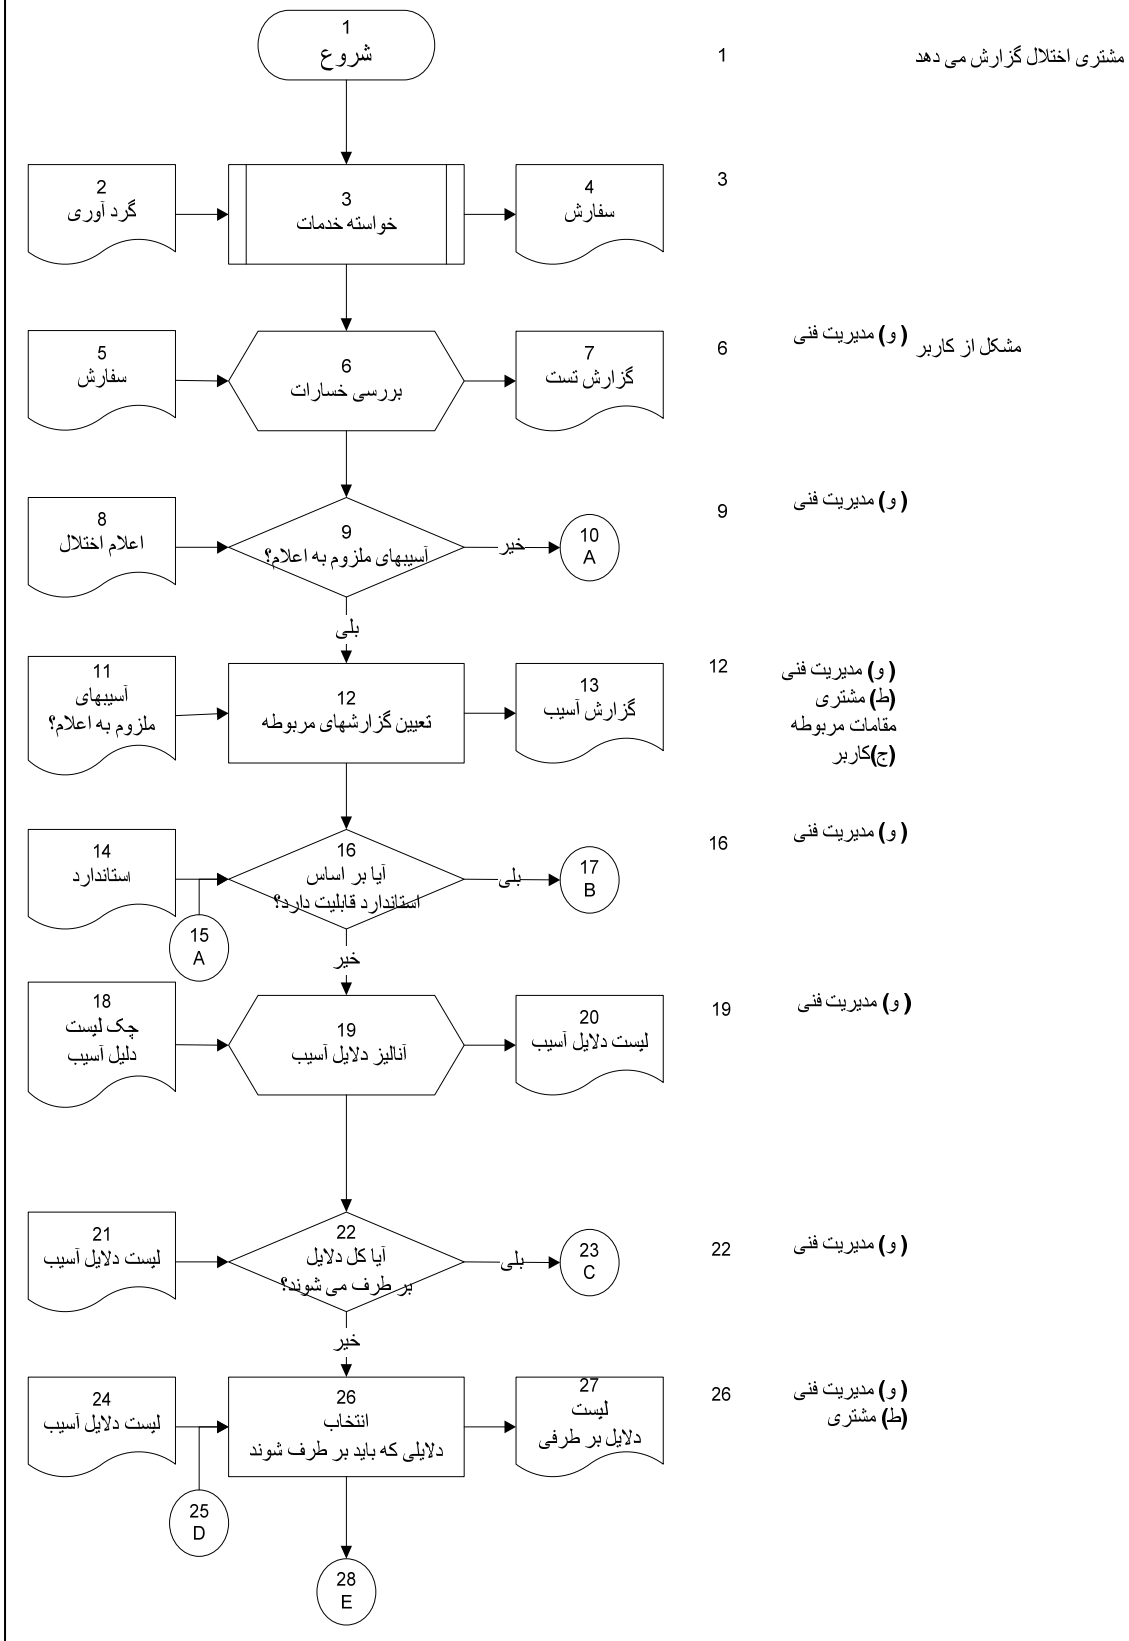 1
شروع
1
مشتری اختلال گزارش می دهد
2
گرد آوری
3
خواسته خدمات
4
سفارش
3
5
سفارش
6
بررسی خسارات
7
گزارش تست
6
( و) مدیریت فنی
مشکل از کاربر
8
اعلام اختلال
9
آسیبهای ملزوم به اعلام؟
خیر
10
A
9
( و) مدیریت فنی
بلی
11
آسیبهای
ملزوم به اعلام؟
12
تعیین گزارشهای مربوطه
13
گزارش آسیب
12
( و) مدیریت فنی
(ط) مشتری
مقامات مربوطه
(ج)کاربر
14
استاندارد
15
A
16
آیا بر اساس
استاندارد قابلیت دارد؟
بلی
17
B
16
( و) مدیریت فنی
خیر
18
چک لیست
دلیل آسیب
19
آنالیز دلایل آسیب
20
لیست دلایل آسیب
19
( و) مدیریت فنی
21
لیست دلایل آسیب
22
آیا کل دلایل
بر طرف می شوند؟
بلی
23
C
22
( و) مدیریت فنی
خیر
24
لیست دلایل آسیب
25
D
26
انتخاب
دلایلی که باید بر طرف شوند
27
لیست
دلایل بر طرفی
26
( و) مدیریت فنی
(ط) مشتری
28
E